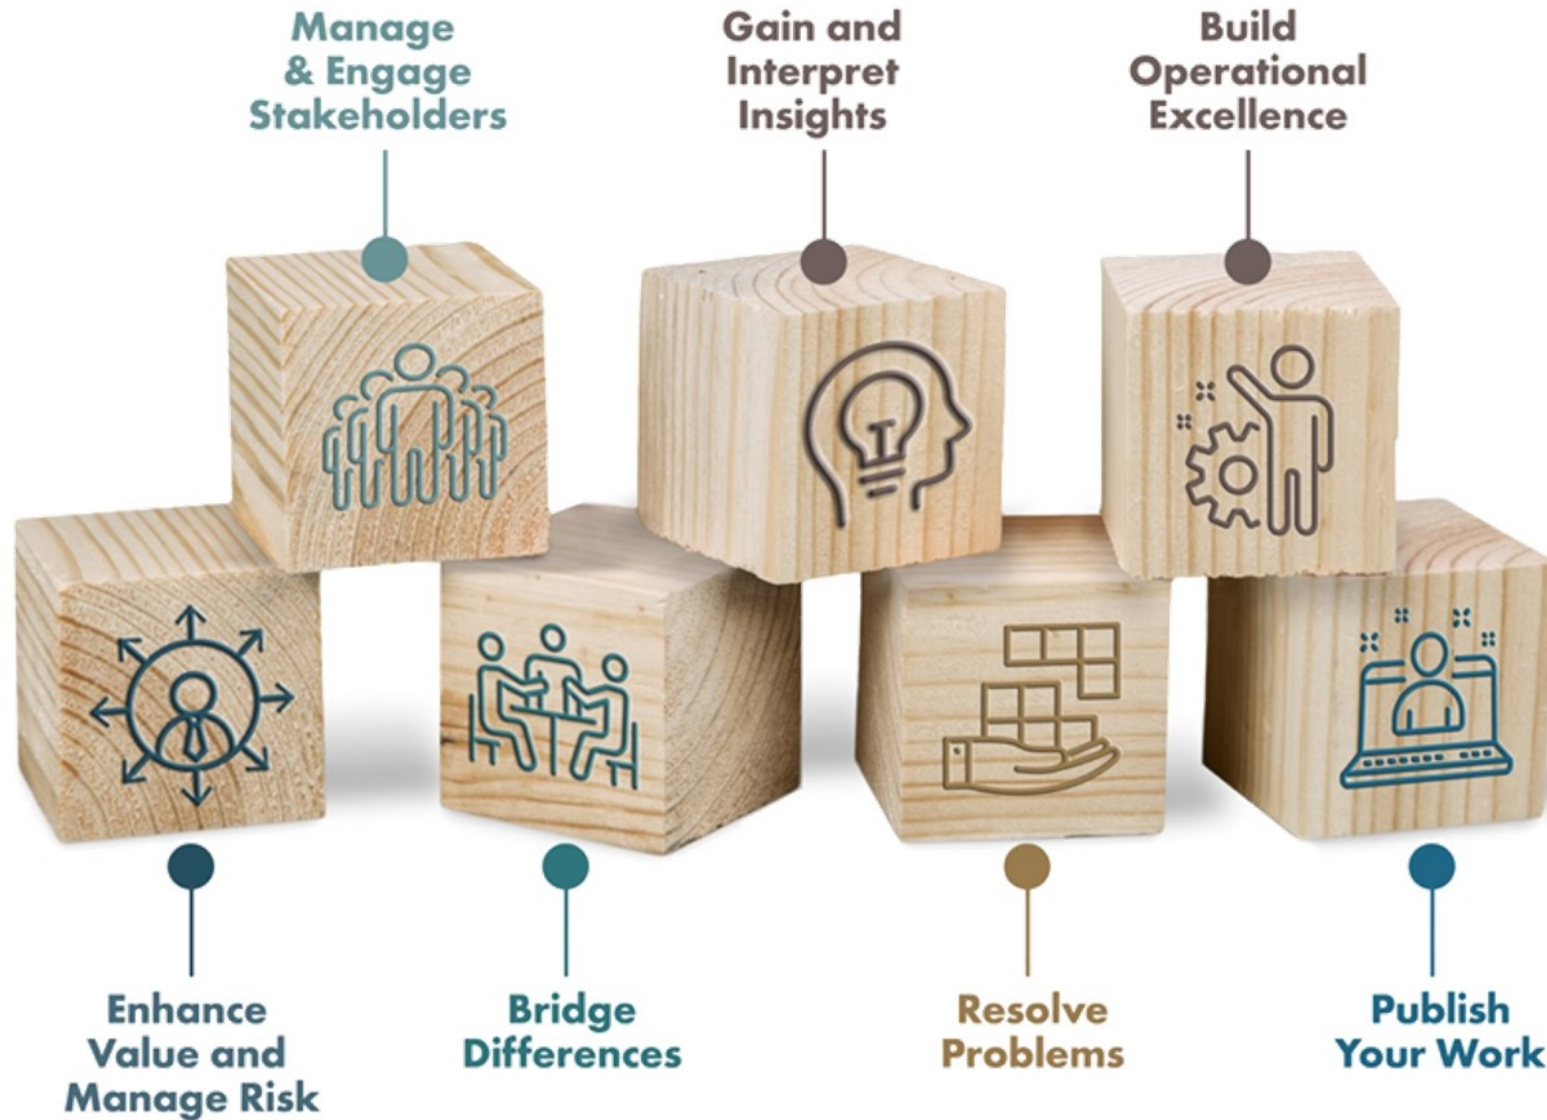 Manage
& Engage
Stakeholders
Gain and
Interpret
Insights
Build
Operational
Excellence
Enhance
Value and
Manage Risk
Bridge
Differences
Resolve
Problems
Publish
Your Work